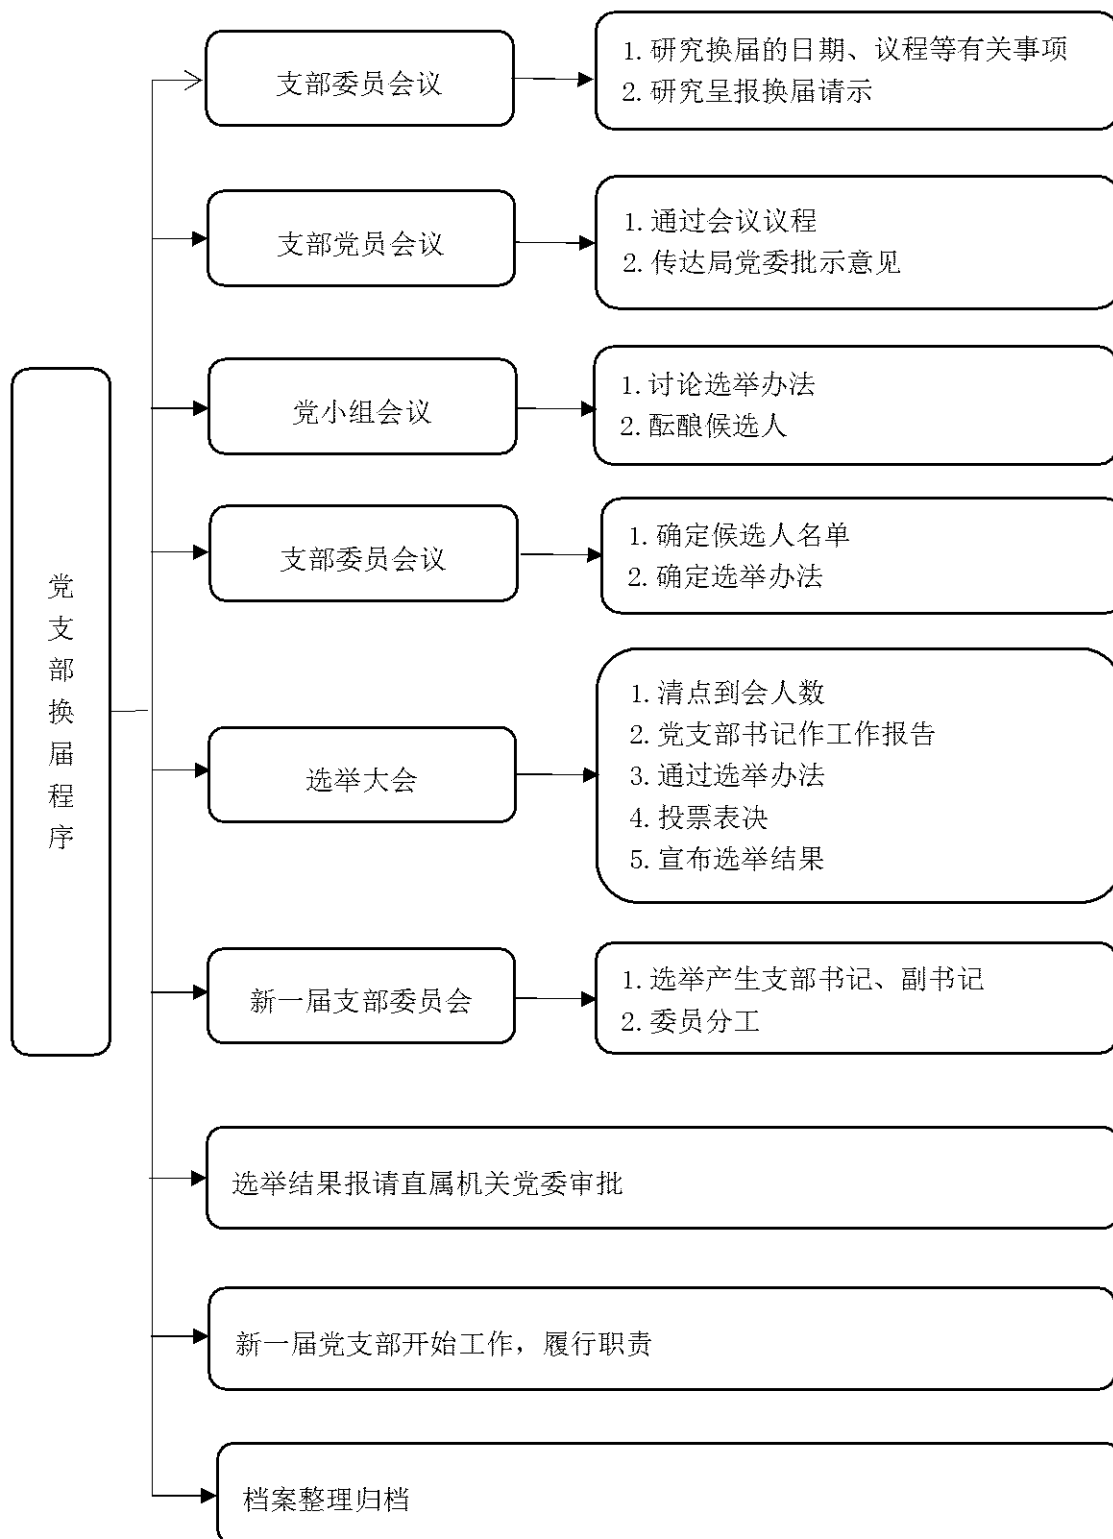 党支部换届程序
支部委员会议
1. 研究换届的日期、议程等有关事项
2. 研究呈报换届请示
支部党员会议
1. 通过会议议程
2. 传达局党委批示意见
党小组会议
1. 讨论选举办法
2. 酝酿候选人
支部委员会议
1. 确定候选人名单
2. 确定选举办法
选举大会
1. 清点到会人数
2. 党支部书记作工作报告
3. 通过选举办法
4. 投票表决
5. 宣布选举结果
新一届支部委员会
1. 选举产生支部书记、副书记
2. 委员分工
选举结果报请直属机关党委审批
新一届党支部开始工作，履行职责
档案整理归档